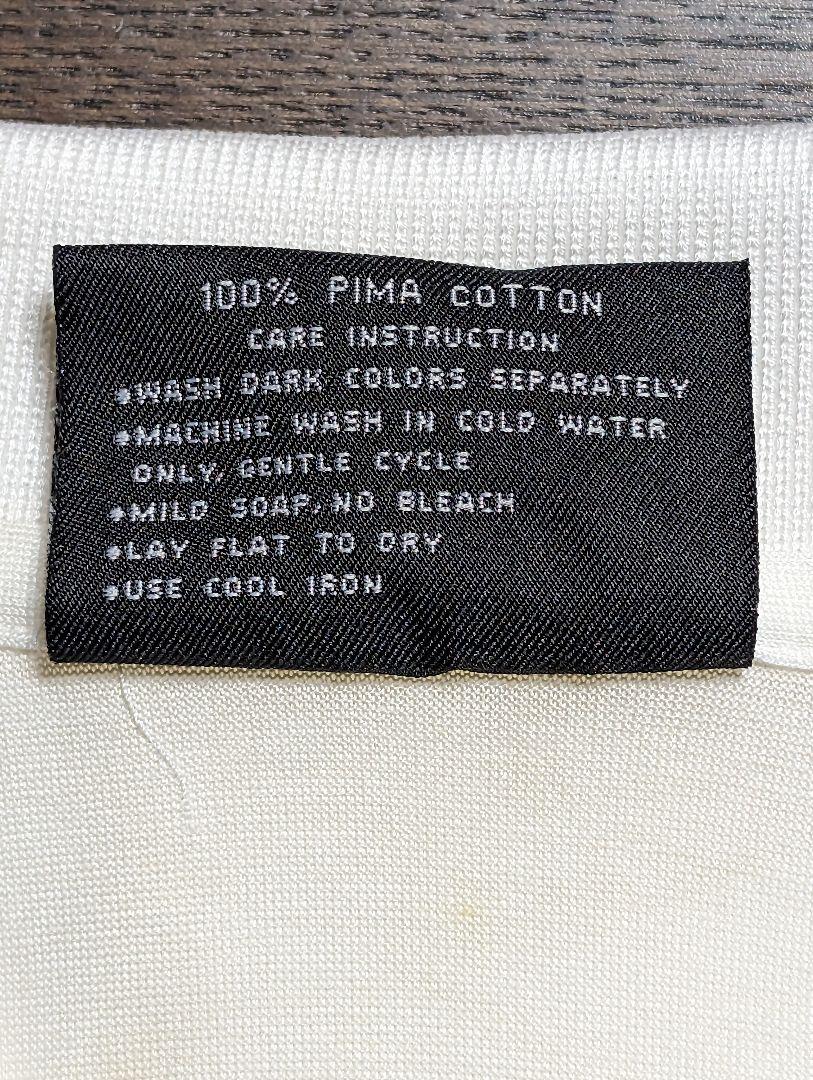 100% PIMA COTTON
CARE INSTRUCTION
•WASH DARK COLORS SEPARATELY
•MACHINE WASH IN COLD WATER
ONLY, GENTLE CYCLE
•MILD SOAP, NO BLEACH
•LAY FLAT TO DRY
•USE COOL IRON